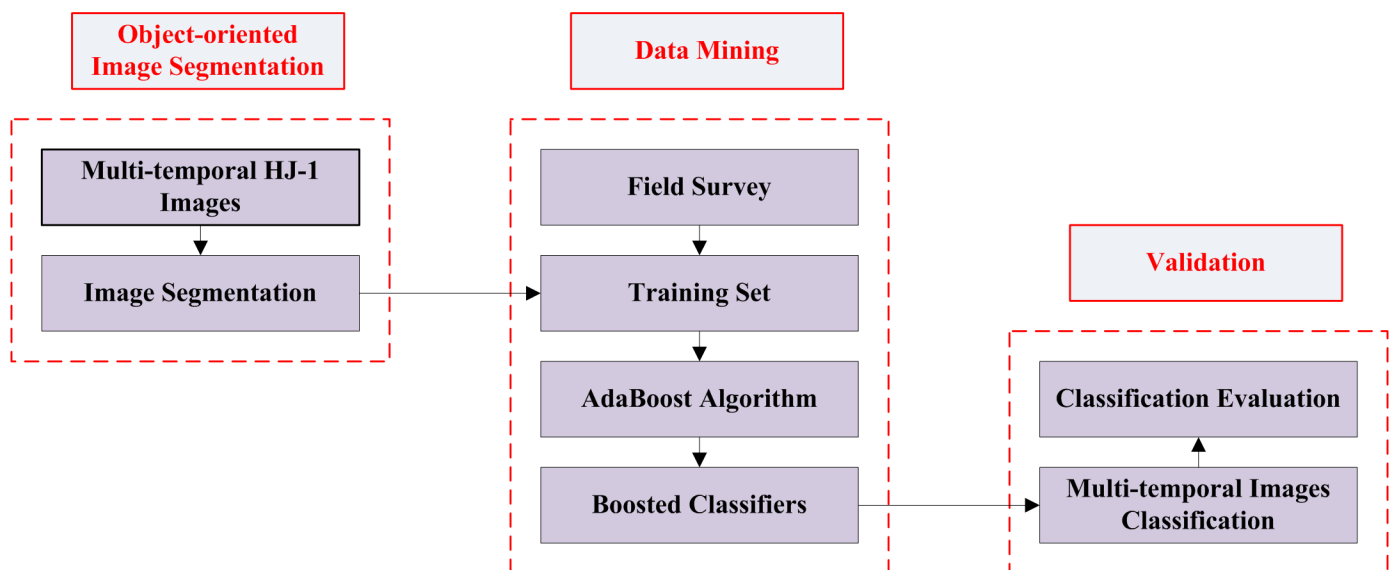 Object-oriented
Image Segmentation
Multi-temporal HJ-1
Images
Image Segmentation
Data Mining
Field Survey
Training Set
AdaBoost Algorithm
Boosted Classifiers
Validation
Classification Evaluation
Multi-temporal Images
Classification